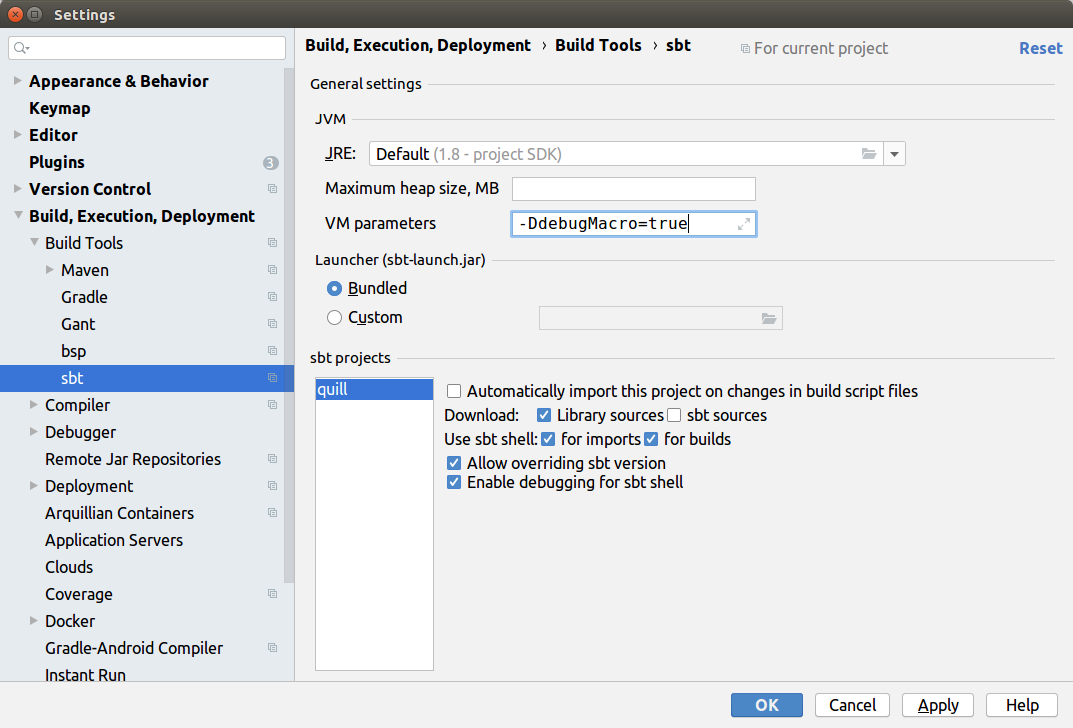 Settings
Build, Execution, Deployment › Build Tools › sbt
For current project
Reset
Appearance & Behavior
Keymap
Editor
Plugins 3
Version Control
Build, Execution, Deployment
Build Tools
Maven
Gradle
Gant
bsp
sbt
Compiler
Debugger
Remote Jar Repositories
Deployment
Arquillian Containers
Application Servers
Clouds
Coverage
Docker
Gradle-Android Compiler
Instant Run
General settings
JVM
JRE: Default (1.8 - project SDK)
Maximum heap size, MB
VM parameters -DdebugMacro=true
Launcher (sbt-launch.jar)
Bundled
Custom
sbt projects
quill
Automatically import this project on changes in build script files
Download: Library sources sbt sources
Use sbt shell: for imports for builds
Allow overriding sbt version
Enable debugging for sbt shell
OK Cancel Apply Help